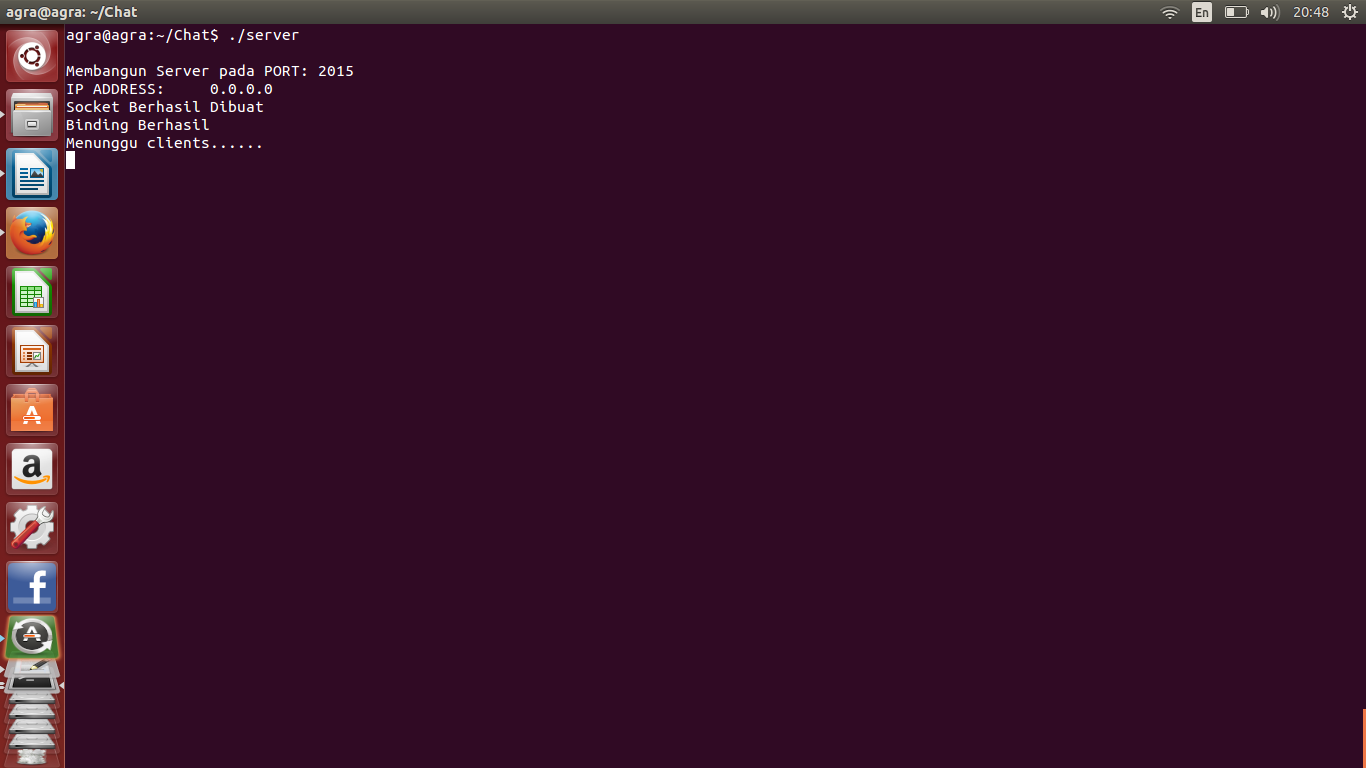 agra@agra: ~/Chat
En
20:48
agra@agra:~/Chat$ ./server
Membangun Server pada PORT: 2015
IP ADDRESS:     0.0.0.0
Socket Berhasil Dibuat
Binding Berhasil
Menunggu clients......